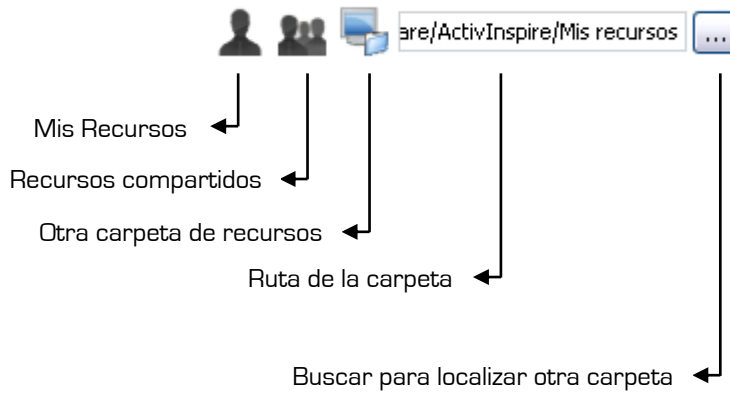 are/ActivInspire/Mis recursos ...
Mis Recursos
Recursos compartidos
Otra carpeta de recursos
Ruta de la carpeta
Buscar para localizar otra carpeta